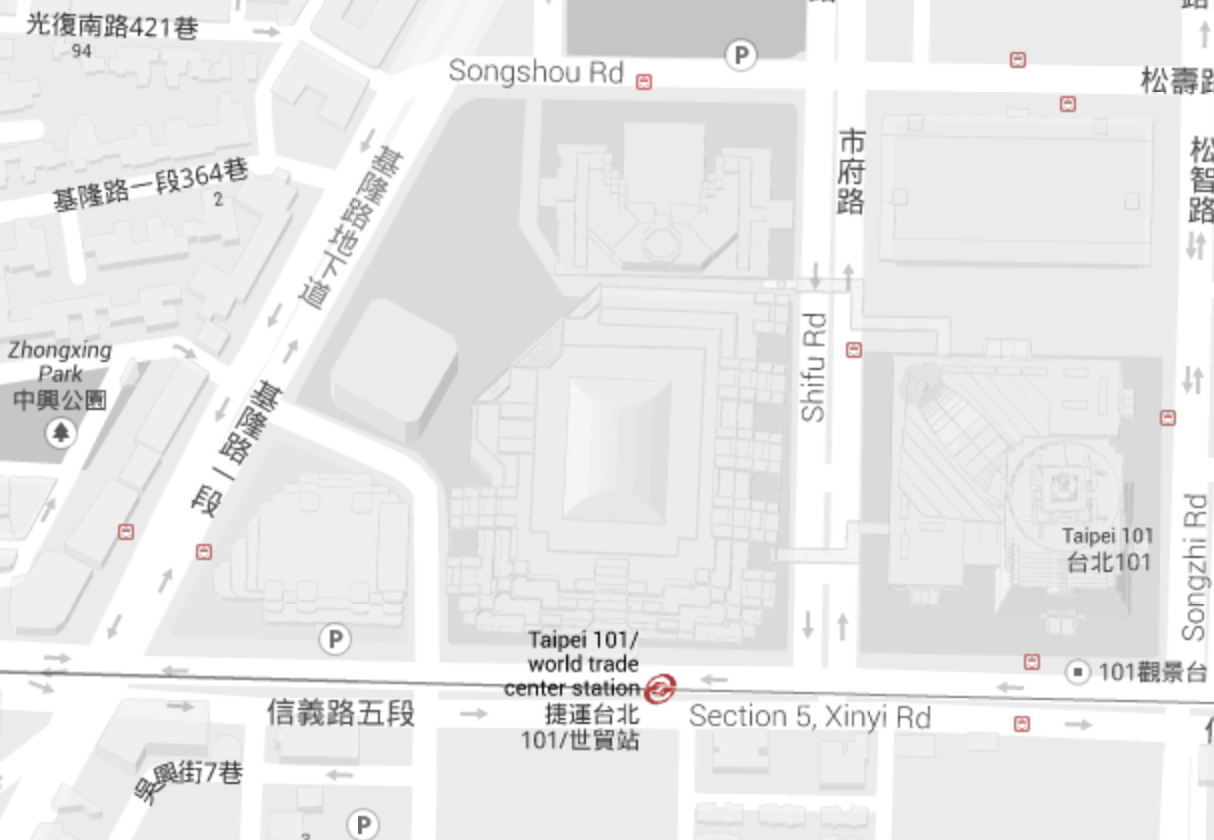 光復南路421巷
94
P
Songshou Rd
松壽路
市府路
松智路
基隆路一段364巷
2
基隆路地下道
Zhongxing
Park
中興公園
Shifu Rd
基隆路一段
Taipei 101
台北101
Songzhi Rd
P
Taipei 101/
world trade
center station
捷運台北
101/世貿站
101觀景台
信義路五段
Section 5, Xinyi Rd
吳興街7巷
P
3